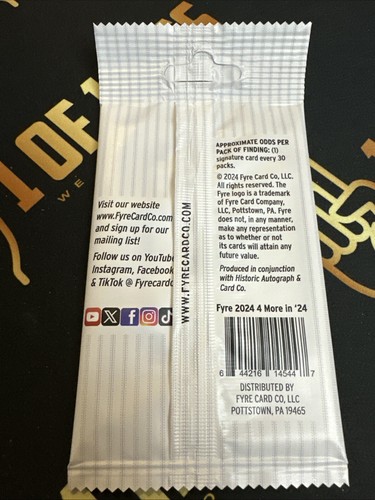 1 OF 1
WE
Visit our website
www.FyreCardCo.com
and sign up for our
mailing list!
Follow us on YouTube
Instagram, Facebook
& TikTok @ Fyrecardc
www.FYRECARDCO.COM
APPROXIMATE ODDS PER
PACK OF FINDING: (1)
signature card every 30
packs.
© 2024 Fyre Card Co, LLC.
All rights reserved. The
Fyre logo is a trademark
of Fyre Card Company,
LLC, Pottstown, PA. Fyre
does not, in any manner,
make any representation
as to whether or not
its cards will attain any
future value.
Produced in conjunction
with Historic Autograph &
Card Co.
Fyre 2024 4 More in '24
6 44216 14544 7
DISTRIBUTED BY
FYRE CARD CO, LLC
POTTSTOWN, PA 19465